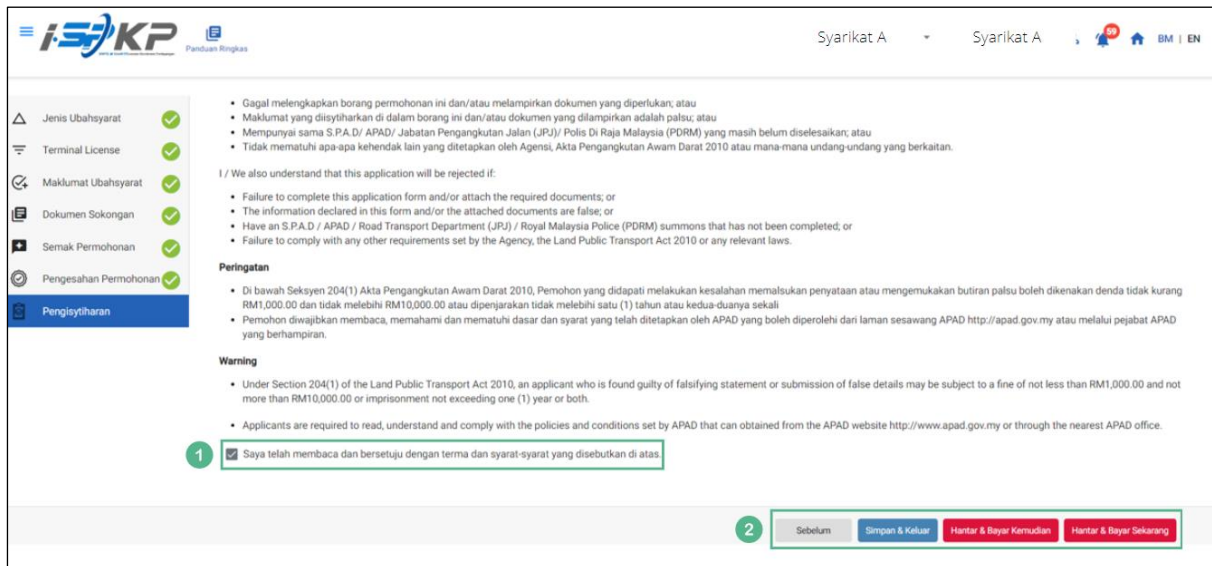 i-SPKP
Panduan Ringkas
Syarikat A
Syarikat A
59
BM | EN
Jenis Ubahsyarat
Terminal License
Maklumat Ubahsyarat
Dokumen Sokongan
Semak Permohonan
Pengesahan Permohonan
Pengisytiharan
• Gagal melengkapkan borang permohonan ini dan/atau melampirkan dokumen yang diperlukan; atau
• Maklumat yang diisytiharkan di dalam borang ini dan/atau dokumen yang dilampirkan adalah palsu; atau
• Mempunyai sama S.P.A.D/ APAD/ Jabatan Pengangkutan Jalan (JPJ)/ Polis Di Raja Malaysia (PDRM) yang masih belum diselesaikan; atau
• Tidak mematuhi apa-apa kehendak lain yang ditetapkan oleh Agensi, Akta Pengangkutan Awam Darat 2010 atau mana-mana undang-undang yang berkaitan.
I / We also understand that this application will be rejected if:
• Failure to complete this application form and/or attach the required documents; or
• The information declared in this form and/or the attached documents are false; or
• Have an S.P.A.D / APAD / Road Transport Department (JPJ) / Royal Malaysia Police (PDRM) summons that has not been completed; or
• Failure to comply with any other requirements set by the Agency, the Land Public Transport Act 2010 or any relevant laws.
Peringatan
• Di bawah Seksyen 204(1) Akta Pengangkutan Awam Darat 2010, Pemohon yang didapati melakukan kesalahan memalsukan penyataan atau mengemukakan butiran palsu boleh dikenakan denda tidak kurang
RM1,000.00 dan tidak melebihi RM10,000.00 atau dipenjarakan tidak melebihi satu (1) tahun atau kedua-duanya sekali
• Pemohon diwajibkan membaca, memahami dan mematuhi dasar dan syarat yang telah ditetapkan oleh APAD yang boleh diperolehi dari laman sesawang APAD http://apad.gov.my atau melalui pejabat APAD
yang berhampiran.
Warning
• Under Section 204(1) of the Land Public Transport Act 2010, an applicant who is found guilty of falsifying statement or submission of false details may be subject to a fine of not less than RM1,000.00 and not
more than RM10,000.00 or imprisonment not exceeding one (1) year or both.
• Applicants are required to read, understand and comply with the policies and conditions set by APAD that can obtained from the APAD website http://www.apad.gov.my or through the nearest APAD office.
1
Saya telah membaca dan bersetuju dengan terma dan syarat-syarat yang disebutkan di atas.
2
Sebelum
Simpan & Keluar
Hantar & Bayar Kemudian
Hantar & Bayar Sekarang